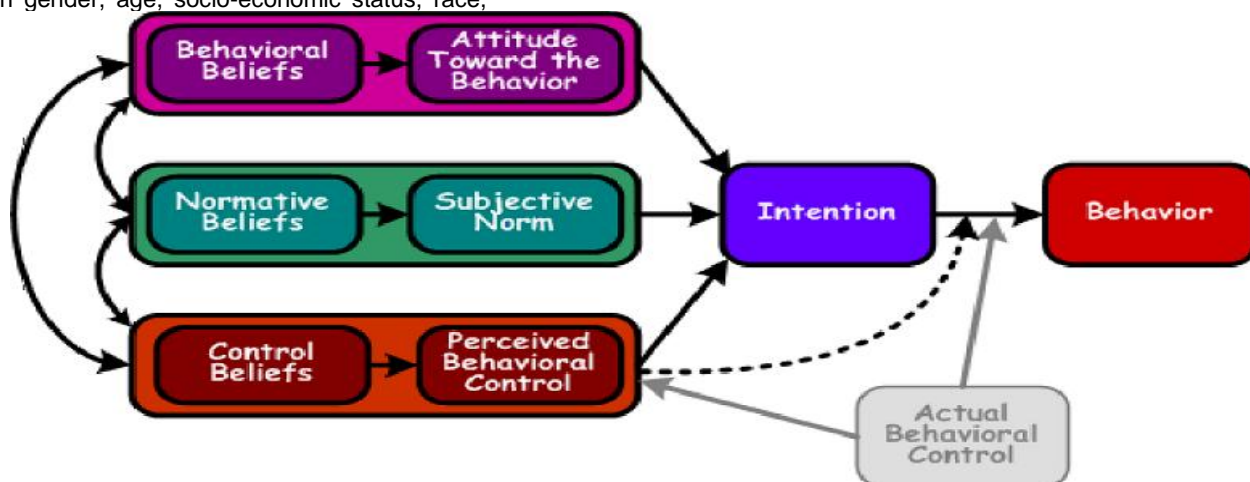 gender, age, socio-economic status, race,
Behavioral
Beliefs
Attitude
Toward the
Behavior
Normative
Beliefs
Subjective
Norm
Intention
Behavior
Control
Beliefs
Perceived
Behavioral
Control
Actual
Behavioral
Control